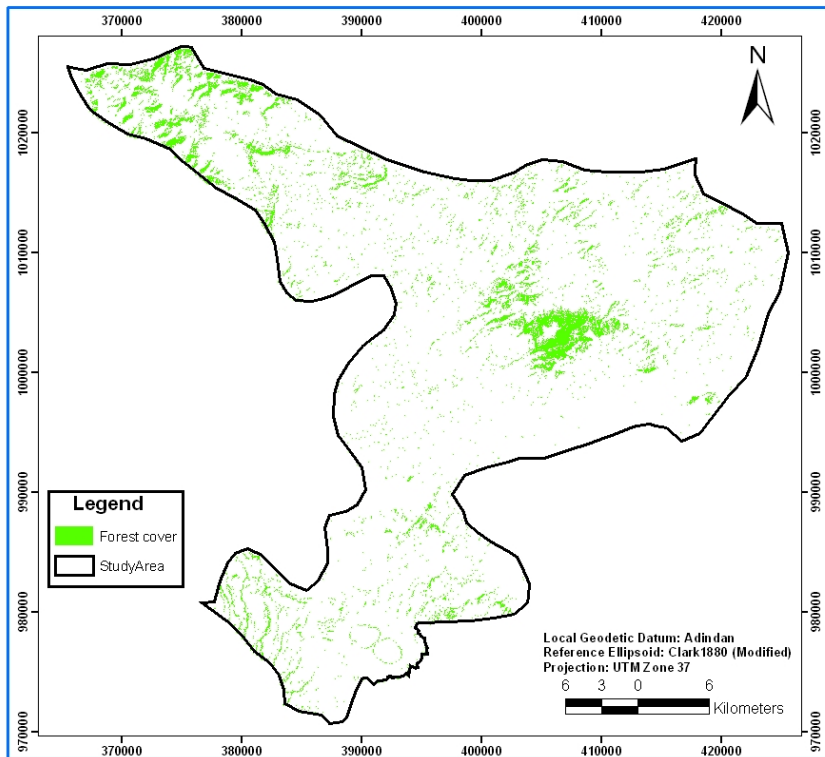 370000 380000 390000 400000 410000 420000
N
1020000 1020000
1010000 1010000
1000000 1000000
990000 990000
980000 980000
970000 970000
Legend
Forest cover
StudyArea
Local Geodetic Datum: Adindan
Reference Ellipsoid: Clark1880 (Modified)
Projection: UTM Zone 37
6 3 0 6
Kilometers
370000 380000 390000 400000 410000 420000